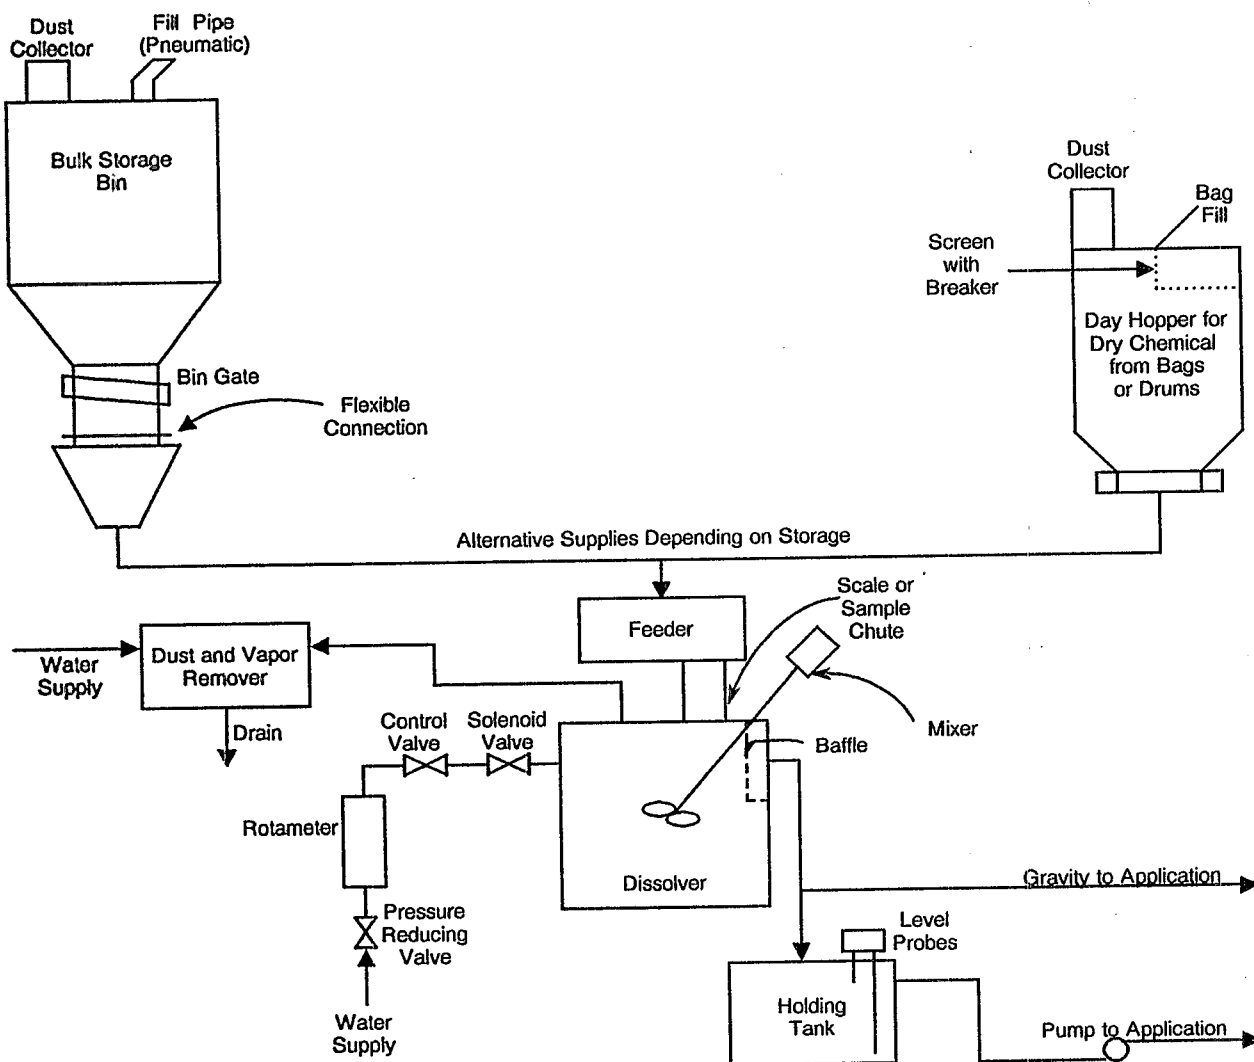 Dust
Collector
Fill Pipe
(Pneumatic)
Bulk Storage
Bin
Dust
Collector
Bag
Fill
Screen
with
Breaker
Day Hopper for
Dry Chemical
from Bags
or Drums
Bin Gate
Flexible
Connection
Alternative Supplies Depending on Storage
Scale or
Sample
Chute
Feeder
Water
Supply
Dust and Vapor
Remover
Drain
Control
Valve
Solenoid
Valve
Baffle
Mixer
Rotameter
Dissolver
Gravity to Application
Pressure
Reducing
Valve
Level
Probes
Water
Supply
Holding
Tank
Pump to Application